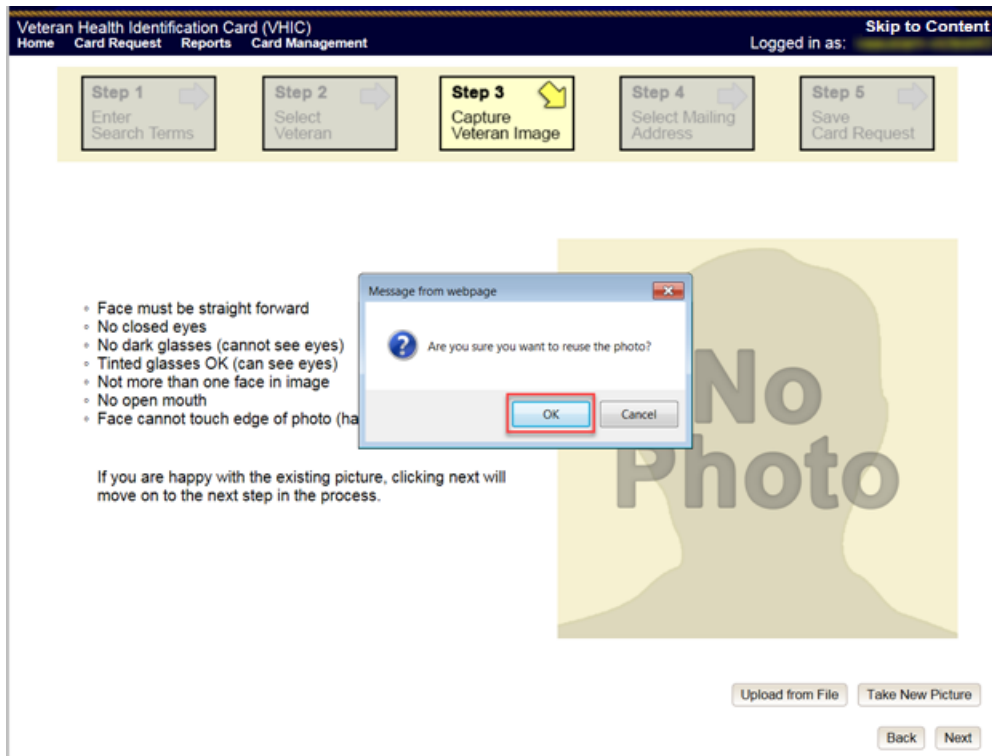 Veteran Health Identification Card (VHIC)
Skip to Content
Home Card Request Reports Card Management
Logged in as:
Step 1
Enter
Search Terms
Step 2
Select
Veteran
Step 3
Capture
Veteran Image
Step 4
Select Mailing
Address
Step 5
Save
Card Request
Face must be straight forward
No closed eyes
No dark glasses (cannot see eyes)
Tinted glasses OK (can see eyes)
Not more than one face in image
No open mouth
Face cannot touch edge of photo (ha
If you are happy with the existing picture, clicking next will
move on to the next step in the process.
Message from webpage
Are you sure you want to reuse the photo?
OK Cancel
No
Photo
Upload from File Take New Picture
Back Next